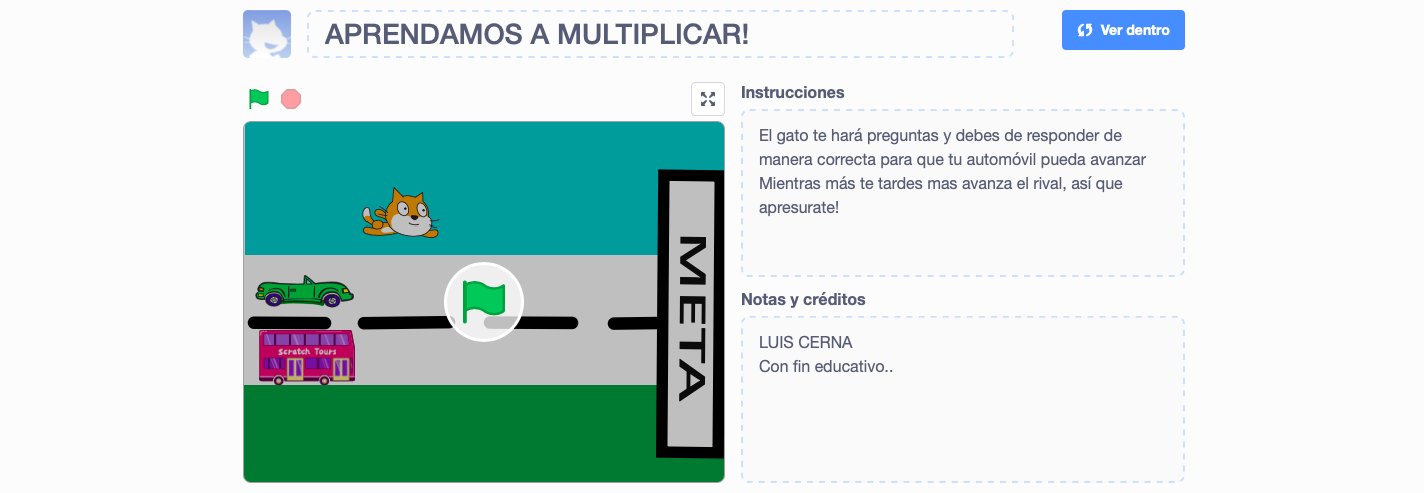 APRENDAMOS A MULTIPLICAR!
Ver dentro
Instrucciones
El gato te hará preguntas y debes de responder de
manera correcta para que tu automóvil pueda avanzar
Mientras más te tardes mas avanza el rival, así que
apresurate!
META
Scratch Tours
Notas y créditos
LUIS CERNA
Con fin educativo..